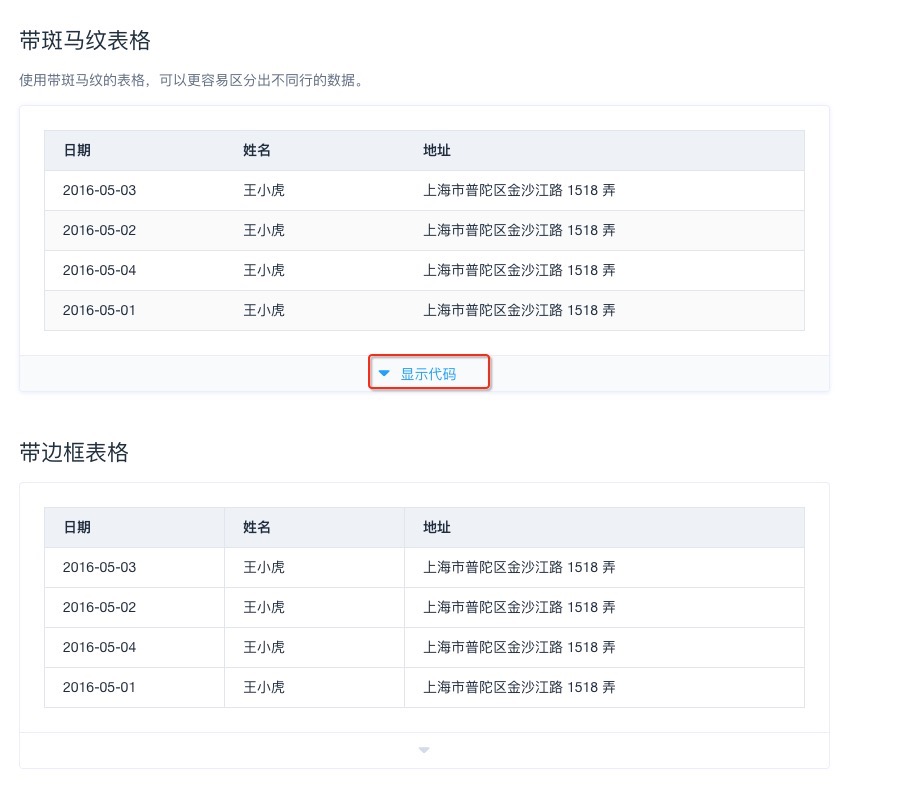 带斑马纹表格
使用带斑马纹的表格，可以更容易区分出不同行的数据。
日期 姓名 地址
2016-05-03 王小虎 上海市普陀区金沙江路 1518 弄
2016-05-02 王小虎 上海市普陀区金沙江路 1518 弄
2016-05-04 王小虎 上海市普陀区金沙江路 1518 弄
2016-05-01 王小虎 上海市普陀区金沙江路 1518 弄
显示代码
带边框表格
日期 姓名 地址
2016-05-03 王小虎 上海市普陀区金沙江路 1518 弄
2016-05-02 王小虎 上海市普陀区金沙江路 1518 弄
2016-05-04 王小虎 上海市普陀区金沙江路 1518 弄
2016-05-01 王小虎 上海市普陀区金沙江路 1518 弄